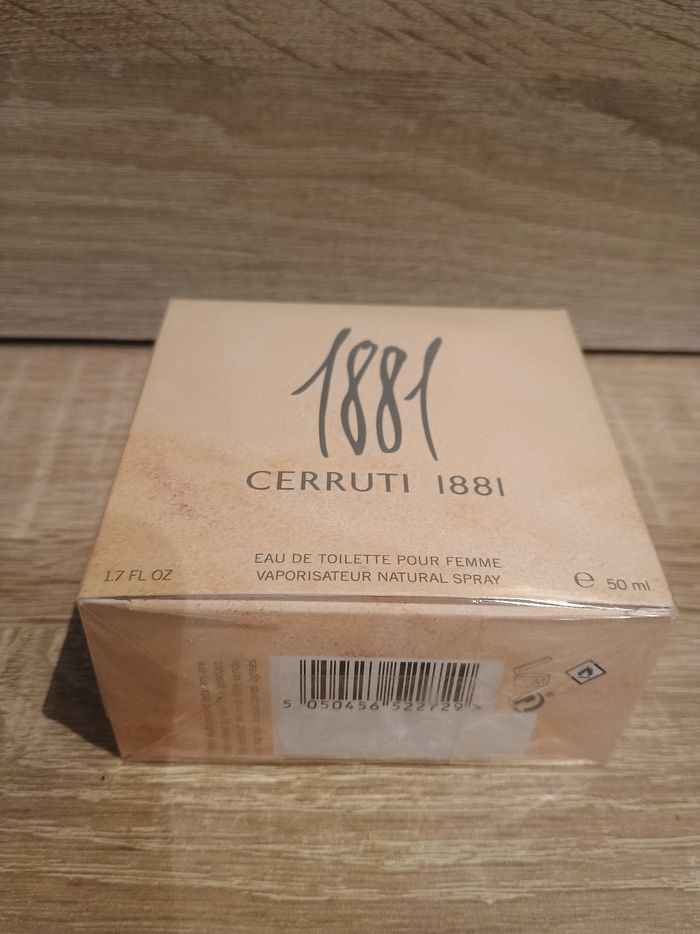 1881
CERRUTI 1881
EAU DE TOILETTE POUR FEMME
VAPORISATEUR NATURAL SPRAY
1.7 FL OZ
℮ 50 ml
5 050456 522729 >